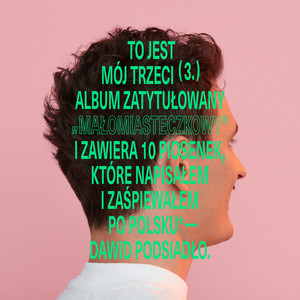 TO JEST
MÓJ TRZECI (3.)
ALBUM ZATYTUŁOWANY
„MAŁOMIASTECZKOWY”
I ZAWIERA 10 PIOSENEK,
KTÓRE NAPISAŁEM
I ZAŚPIEWAŁEM
PO POLSKU* —
DAWID PODSIADŁO.